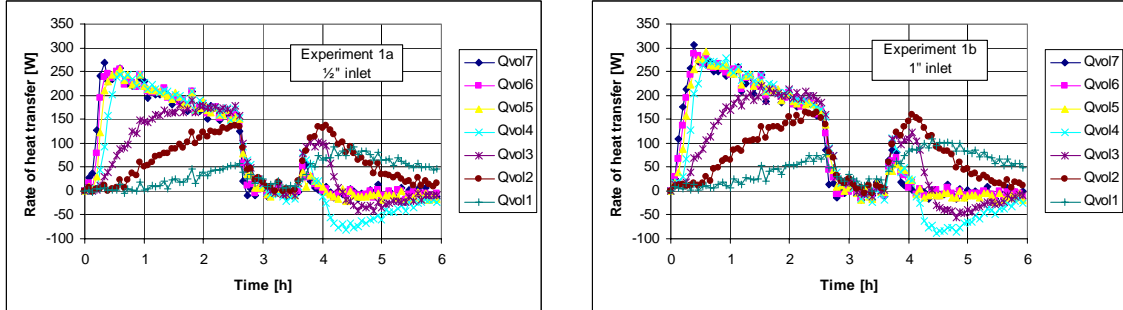 Rate of heat transfer [W]
350
300
250
200
150
100
50
0
-50
-100
0
1
2
3
4
5
6
Time [h]
Experiment 1a
½" inlet
Qvol7
Qvol6
Qvol5
Qvol4
Qvol3
Qvol2
Qvol1
Rate of heat transfer [W]
350
300
250
200
150
100
50
0
-50
-100
0
1
2
3
4
5
6
Time [h]
Experiment 1b
1" inlet
Qvol7
Qvol6
Qvol5
Qvol4
Qvol3
Qvol2
Qvol1